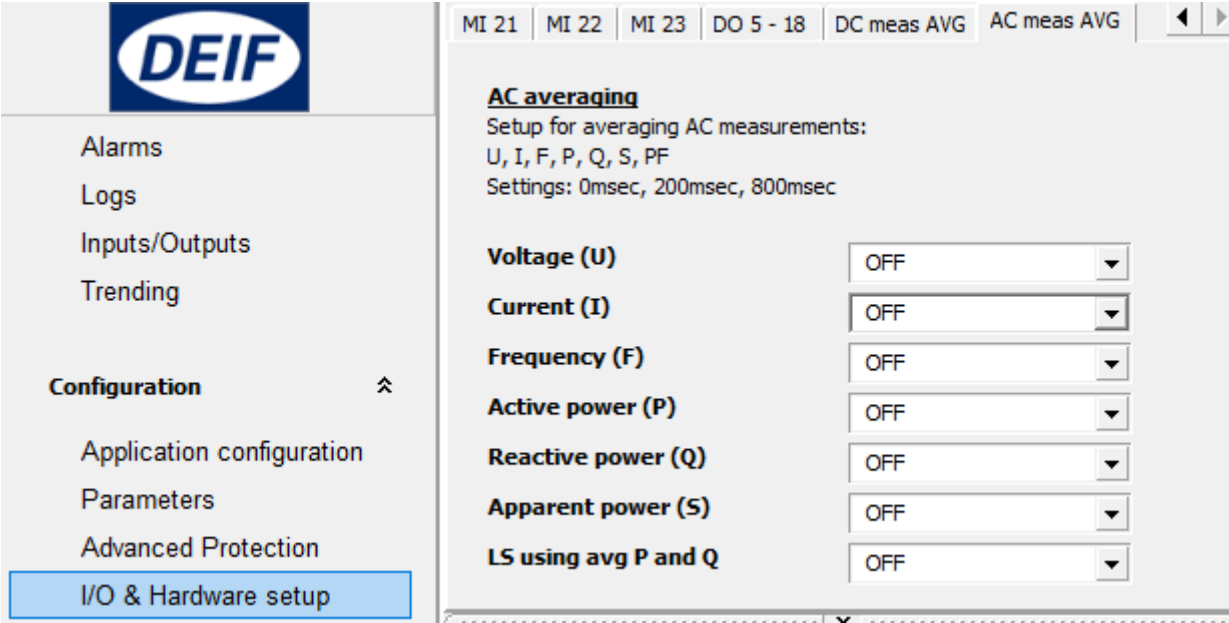 DEIF
Alarms
Logs
Inputs/Outputs
Trending
Configuration
Application configuration
Parameters
Advanced Protection
I/O & Hardware setup
MI 21 MI 22 MI 23 DO 5 - 18 DC meas AVG AC meas AVG
AC averaging
Setup for averaging AC measurements:
U, I, F, P, Q, S, PF
Settings: 0msec, 200msec, 800msec
Voltage (U) OFF
Current (I) OFF
Frequency (F) OFF
Active power (P) OFF
Reactive power (Q) OFF
Apparent power (S) OFF
LS using avg P and Q OFF